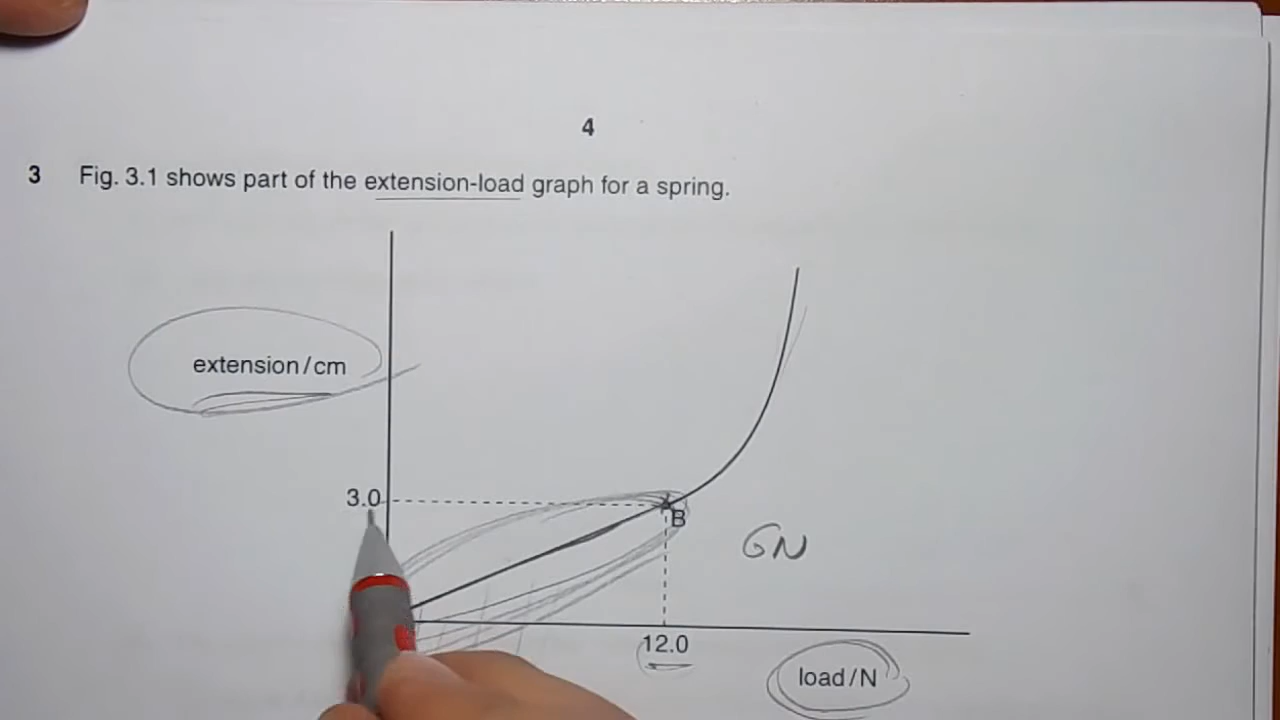 4
3 Fig. 3.1 shows part of the extension-load graph for a spring.
extension/cm
3.0
B
6N
12.0
load/N